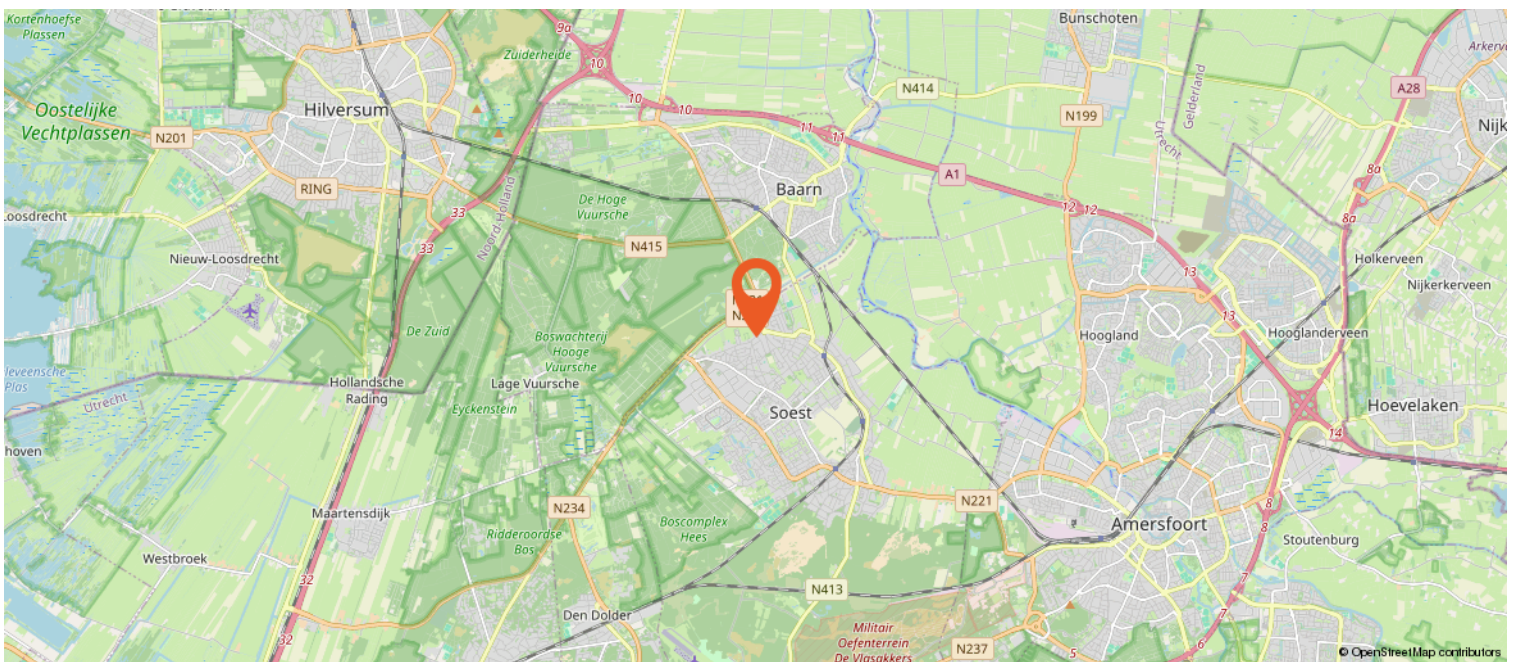 Kortenhoefse
Plassen
9a
Zuiderheide
10
Bunschoten
Arkerv
Oostelijke
Vechtplassen
Hilversum
10
10
N414
A28
N201
N199
Gelderland
Utrecht
11
11
Nijk
RING
Baarn
A1
8a
33
Noord-Holland
De Hoge
Vuursche
12
12
8a
Loosdrecht
33
N415
Nieuw-Loosdrecht
13
Holkerveen
Nijkerkerveen
De Zuid
Boswachterij
Hooge
Vuursche
Hoogland
13
Hooglanderveen
leveensche
Plas
Utrecht
Hollandsche
Rading
Lage Vuursche
Eyckenstein
Soest
Hoevelaken
14
hoven
N234
N221
Maartensdijk
Ridderoordse
Bos
Boscomplex
Hees
Amersfoort
8
8
Stoutenburg
Westbroek
32
N413
7
7
Den Dolder
32
Militair
Oefenterrein
De Vlasakkers
N237
5
6
© OpenStreetMap contributors